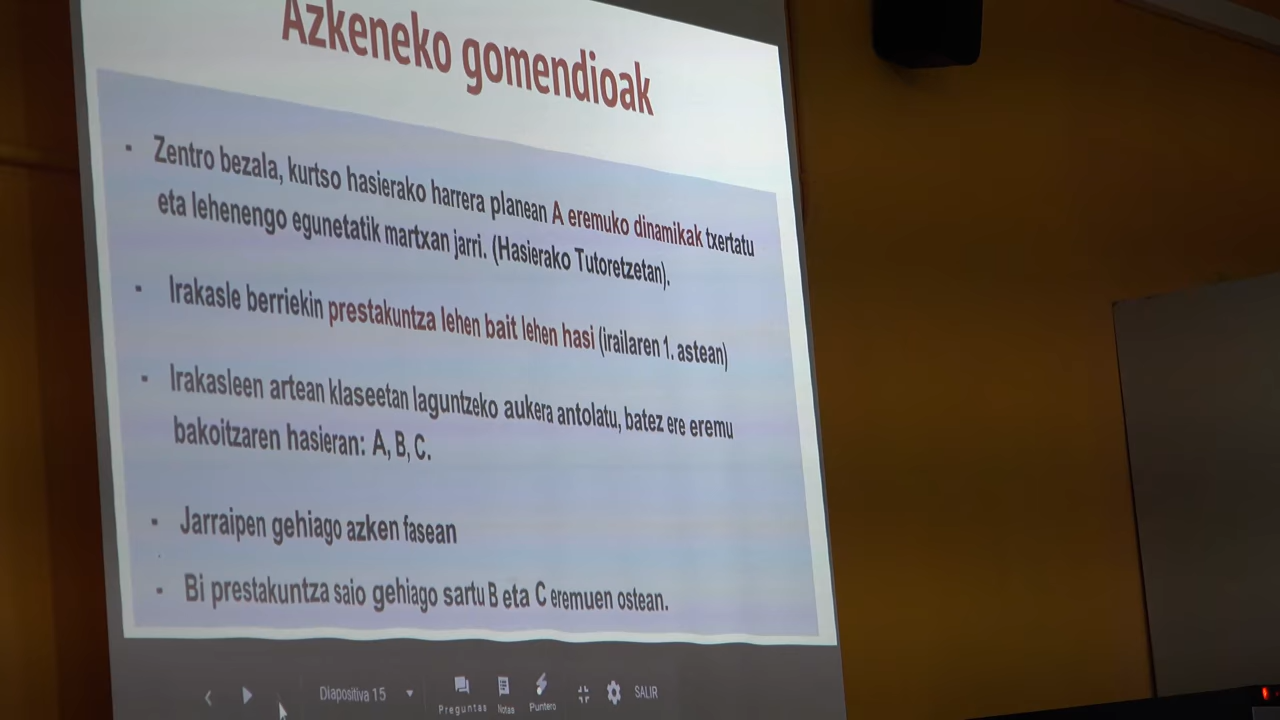 Azkeneko gomendioak
- Zentro bezala, kurtso hasierako harrera planean A eremuko dinamikak txertatu
eta lehenengo egunetatik martxan jarri. (Hasierako Tutoretzetan).
- Irakasle berriekin prestakuntza lehen bait lehen hasi (irailaren 1. astean)
- Irakasleen artean klaseetan laguntzeko aukera antolatu, batez ere eremu
bakoitzaren hasieran: A, B, C.
- Jarraipen gehiago azken fasean
- Bi prestakuntza saio gehiago sartu B eta C eremuen ostean.
Diapositiva 15
Preguntas
Notas
Puntero
SALIR